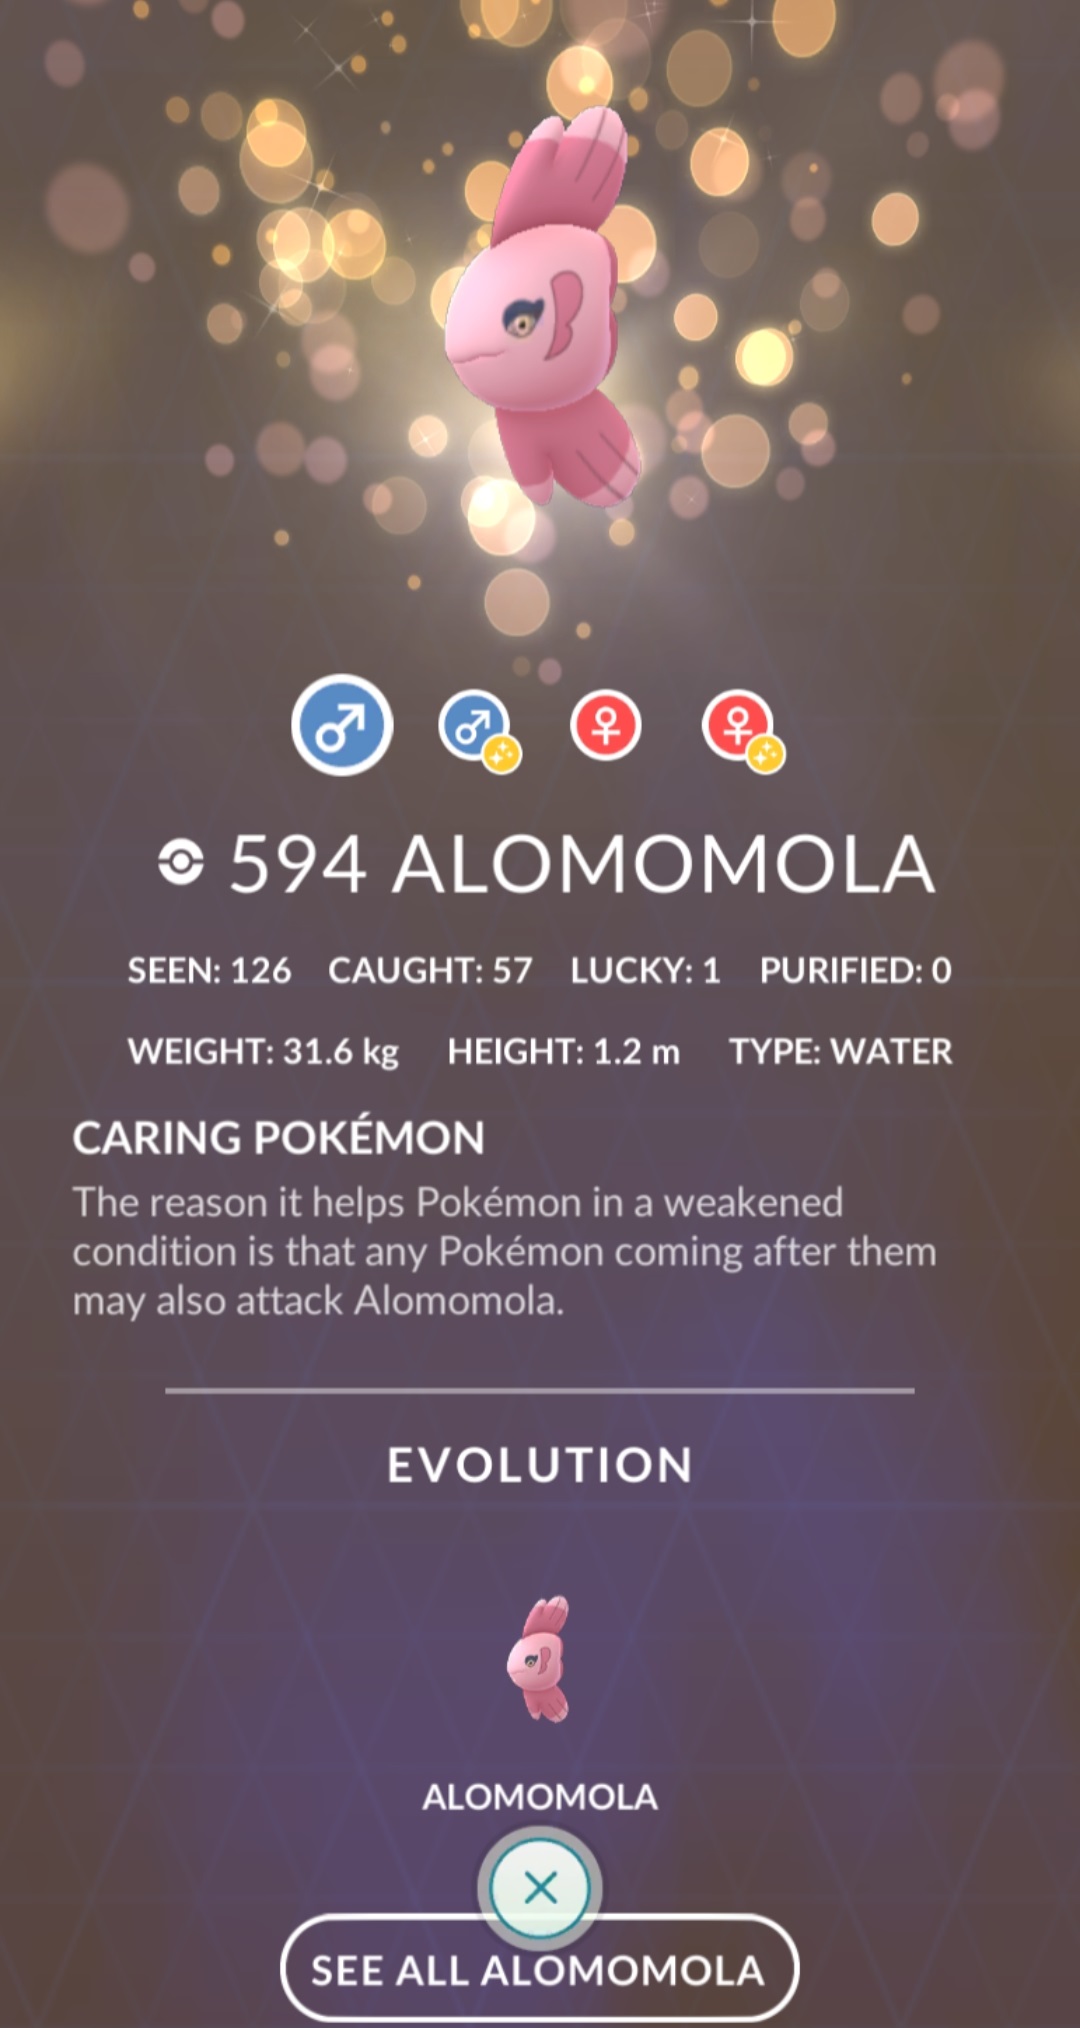 594 ALOMOMOLA
SEEN: 126 CAUGHT: 57 LUCKY: 1 PURIFIED: 0
WEIGHT: 31.6 kg HEIGHT: 1.2 m TYPE: WATER
CARING POKÉMON
The reason it helps Pokémon in a weakened
condition is that any Pokémon coming after them
may also attack Alomomola.
EVOLUTION
ALOMOMOLA
SEE ALL ALOMOMOLA